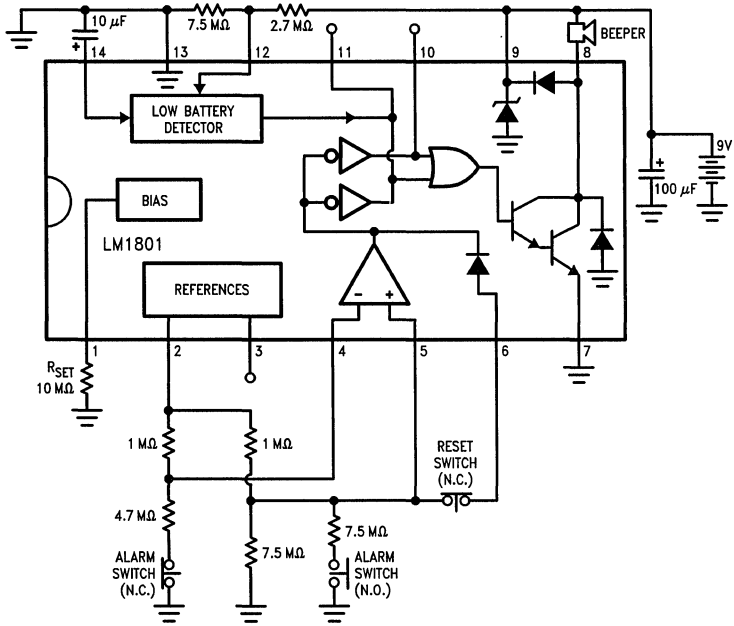 10 μF
+
7.5 MΩ
2.7 MΩ
BEEPER
14
13
12
11
10
9
8
LOW BATTERY
DETECTOR
9V
+
100 μF
BIAS
LM1801
REFERENCES
-
+
1
2
3
4
5
6
7
RSET
10 MΩ
1 MΩ
1 MΩ
RESET
SWITCH
(N.C.)
4.7 MΩ
7.5 MΩ
7.5 MΩ
ALARM
SWITCH
(N.C.)
ALARM
SWITCH
(N.O.)